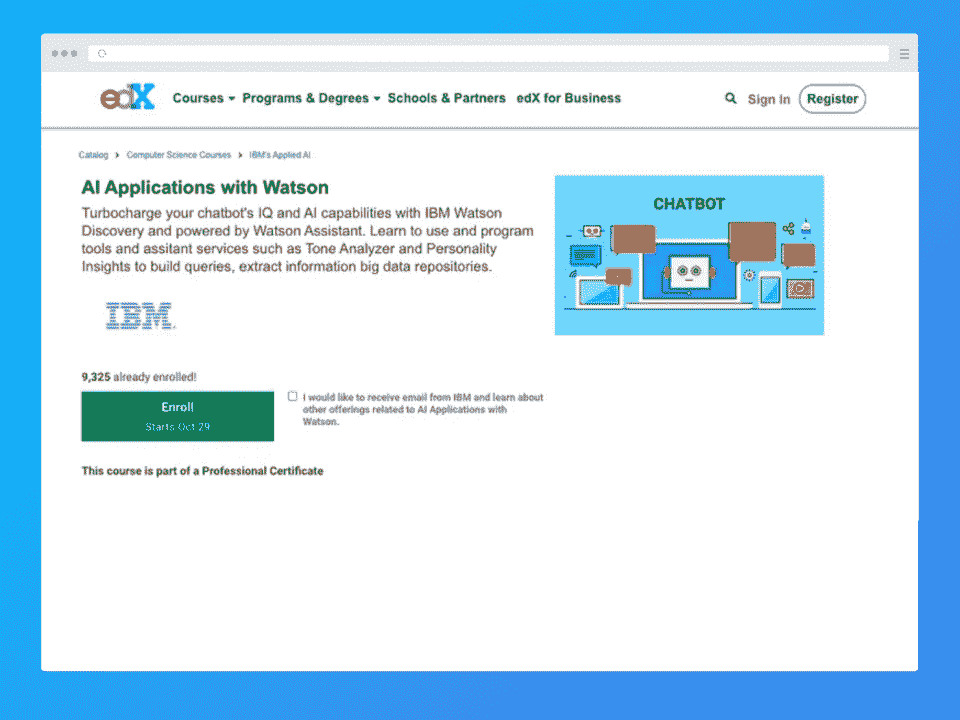 edX Courses Programs & Degrees Schools & Partners edX for Business Sign In Register
Catalog > Computer Science Courses > IBM's Applied AI
AI Applications with Watson
Turbocharge your chatbot's IQ and AI capabilities with IBM Watson
Discovery and powered by Watson Assistant. Learn to use and program
tools and assitant services such as Tone Analyzer and Personality
Insights to build queries, extract information big data repositories.
CHATBOT
IBM
9,325 already enrolled!
Enroll
Starts Oct 29
I would like to receive email from IBM and learn about
other offerings related to AI Applications with
Watson.
This course is part of a Professional Certificate